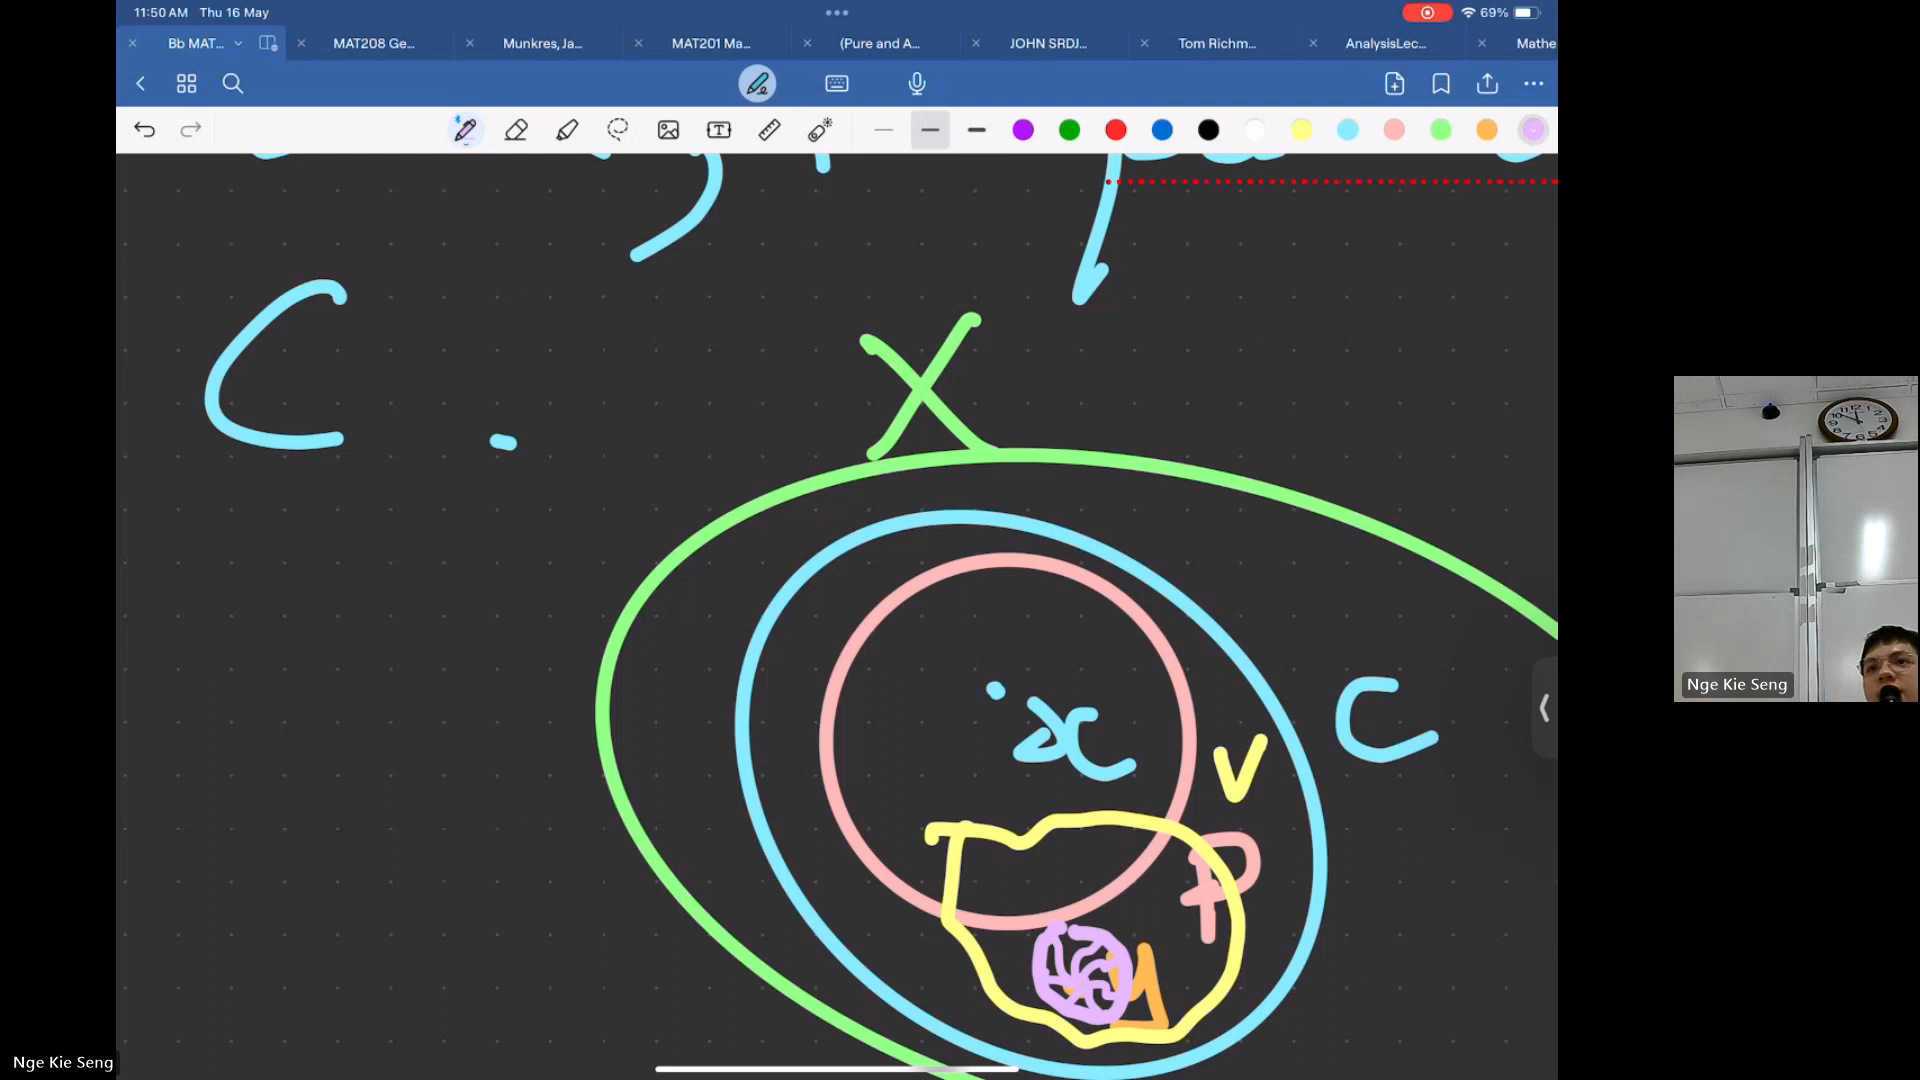 11:50 AM Thu 16 May
69%
Bb MAT...
MAT208 Ge...
Munkres, Ja...
MAT201 Ma...
(Pure and A...
JOHN SRDJ...
Tom Richm...
AnalysisLec...
Mathe
C
X
x
C
V
P
y
Nge Kie Seng
Nge Kie Seng